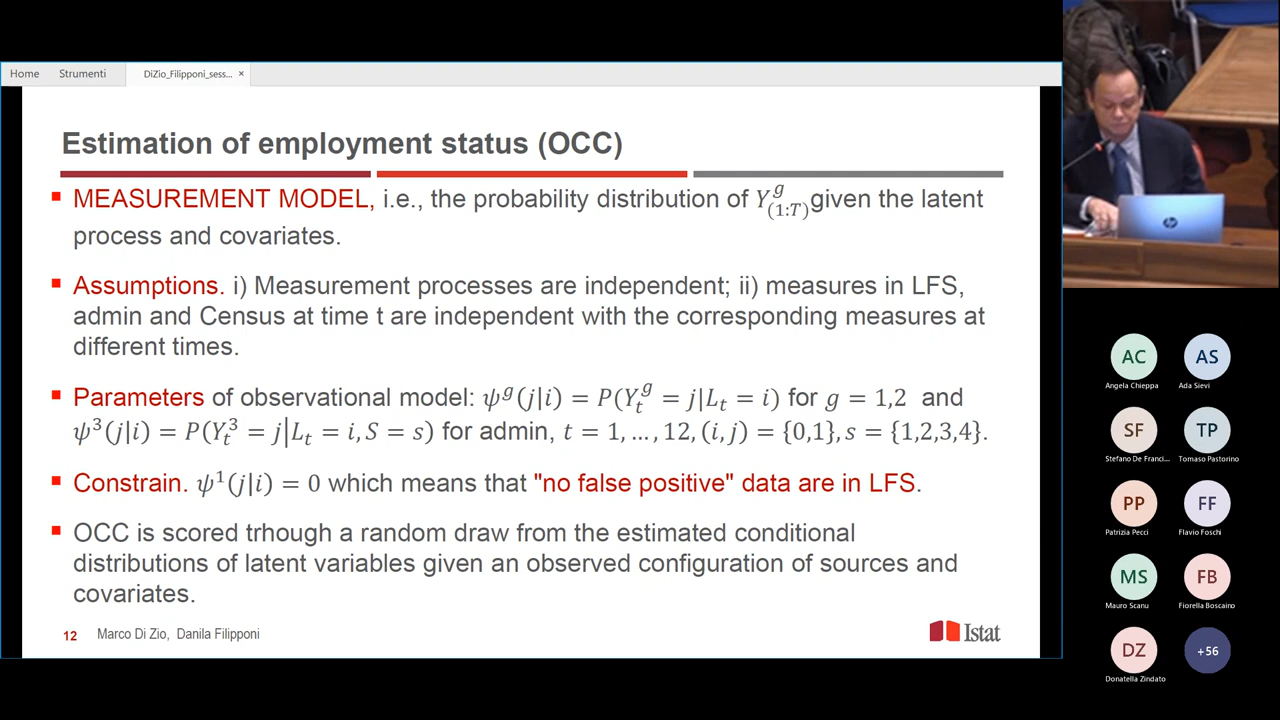 Home Strumenti DiZio_Filipponi_sess... ×
Estimation of employment status (OCC)
MEASUREMENT MODEL, i.e., the probability distribution of Y^g_(1:T) given the latent
process and covariates.
Assumptions. i) Measurement processes are independent; ii) measures in LFS,
admin and Census at time t are independent with the corresponding measures at
different times.
Parameters of observational model: ψ^g(j|i) = P(Y_t^g = j|L_t = i) for g = 1,2 and
ψ^3(j|i) = P(Y_t^3 = j|L_t = i, S = s) for admin, t = 1, …, 12, (i, j) = {0,1}, s = {1,2,3,4}.
Constrain. ψ^1(j|i) = 0 which means that "no false positive" data are in LFS.
OCC is scored trhough a random draw from the estimated conditional
distributions of latent variables given an observed configuration of sources and
covariates.
12 Marco Di Zio, Danila Filipponi
Istat
hp
AC AS
Angela Chieppa Ada Sievi
SF TP
Stefano De Franci... Tomaso Pastorino
PP FF
Patrizia Pecci Flavio Foschi
MS FB
Mauro Scanu Fiorella Boscaino
DZ +56
Donatella Zindato